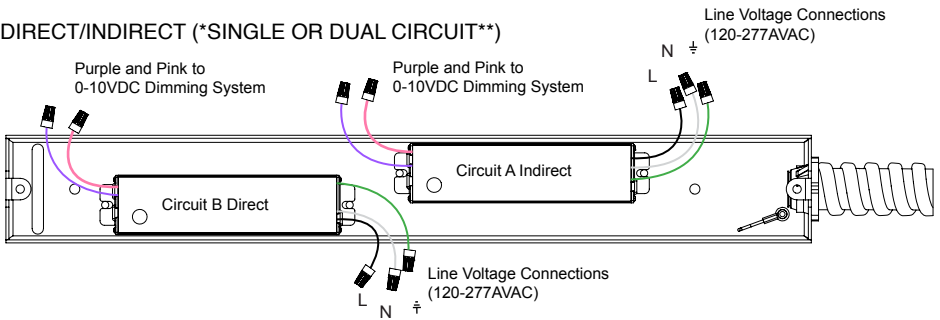 Line Voltage Connections
(120-277AVAC)
DIRECT/INDIRECT (*SINGLE OR DUAL CIRCUIT**)
N
L
Purple and Pink to
0-10VDC Dimming System
Purple and Pink to
0-10VDC Dimming System
Circuit A Indirect
Circuit B Direct
Line Voltage Connections
(120-277AVAC)
L
N